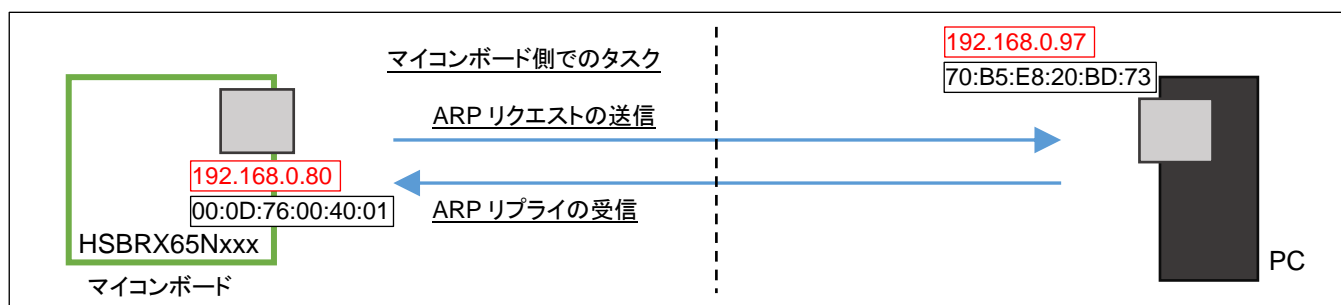 192.168.0.97
マイコンボード側でのタスク
70:B5:E8:20:BD:73
ARP リクエストの送信
192.168.0.80
00:0D:76:00:40:01
ARP リプライの受信
HSBRX65Nxxx
PC
マイコンボード